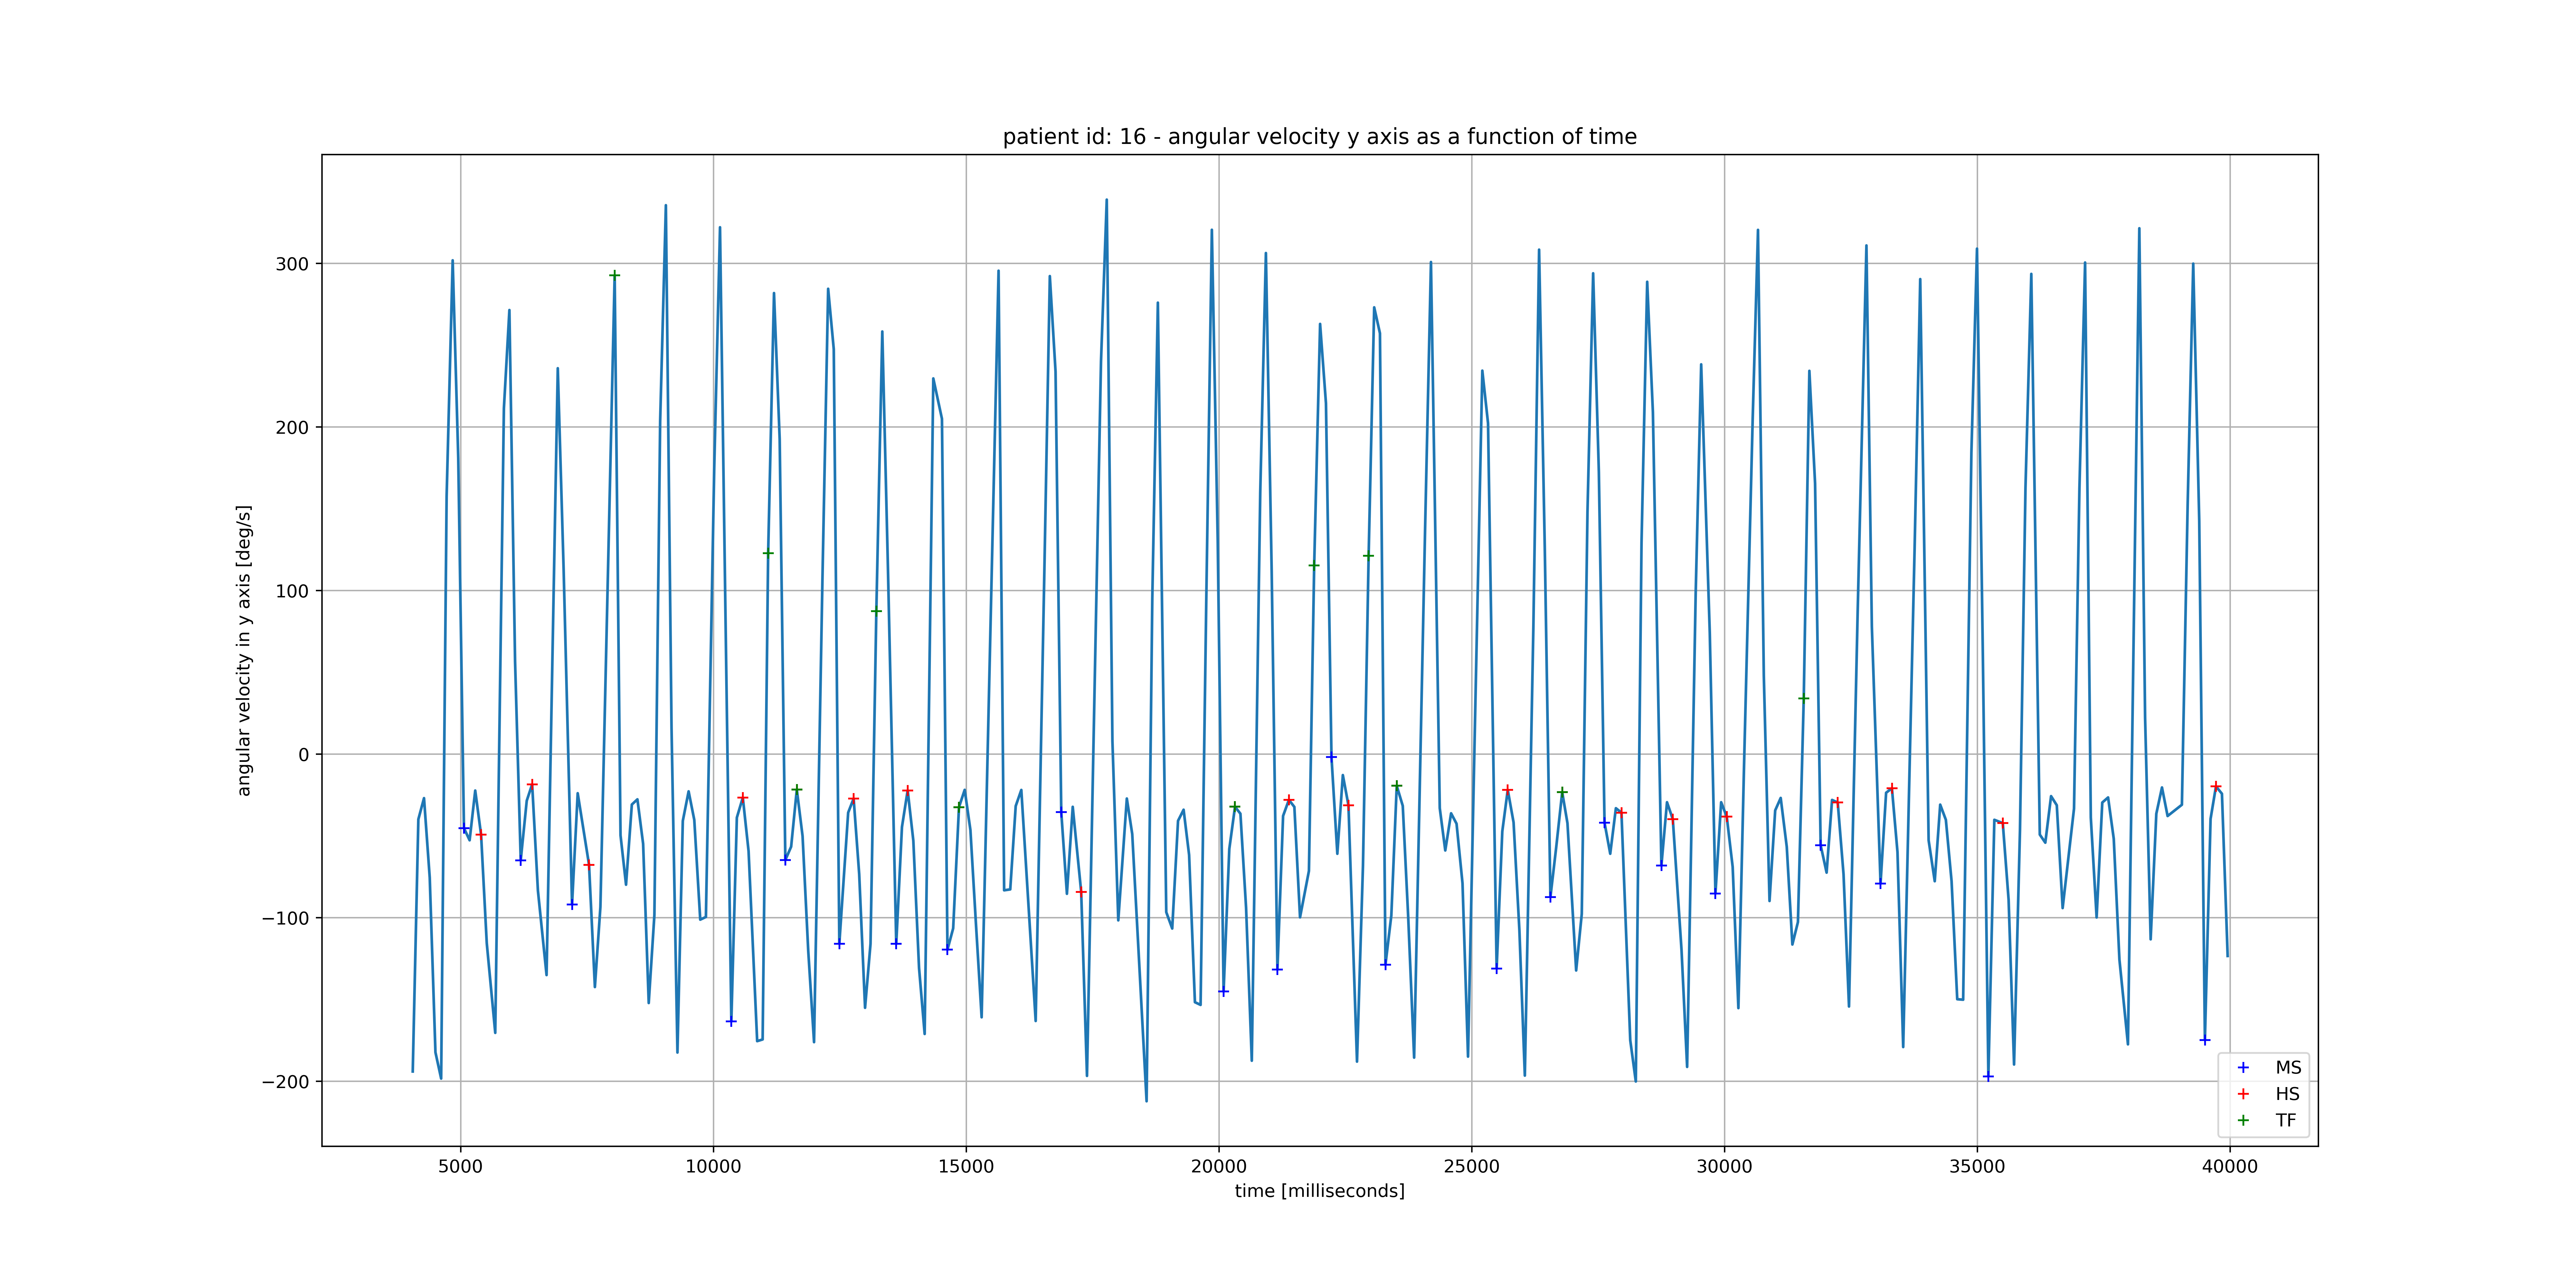 patient id: 16 - angular velocity y axis as a function of time
angular velocity in y axis [deg/s]
300
200
100
0
−100
−200
5000
10000
15000
20000
25000
30000
35000
40000
time [milliseconds]
MS
HS
TF